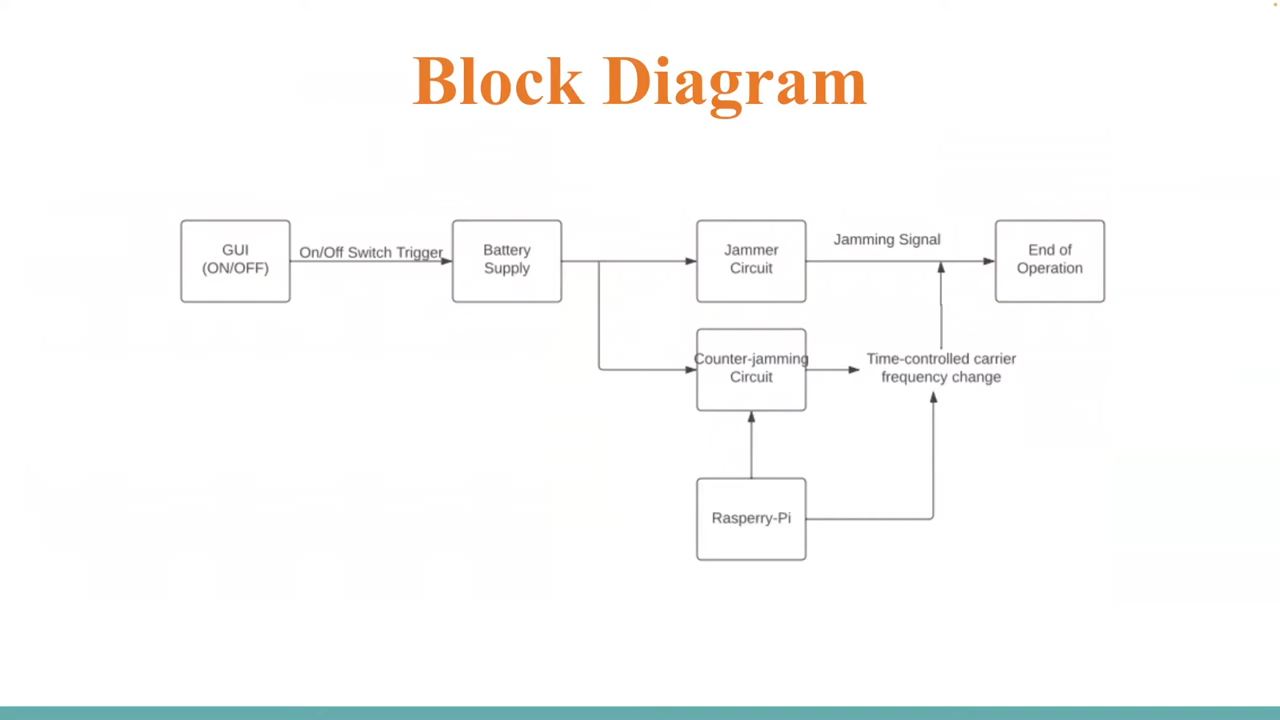 Block Diagram
GUI
(ON/OFF)
On/Off Switch Trigger
Battery
Supply
Jammer
Circuit
Jamming Signal
End of
Operation
Counter-jamming
Circuit
Time-controlled carrier
frequency change
Rasperry-Pi